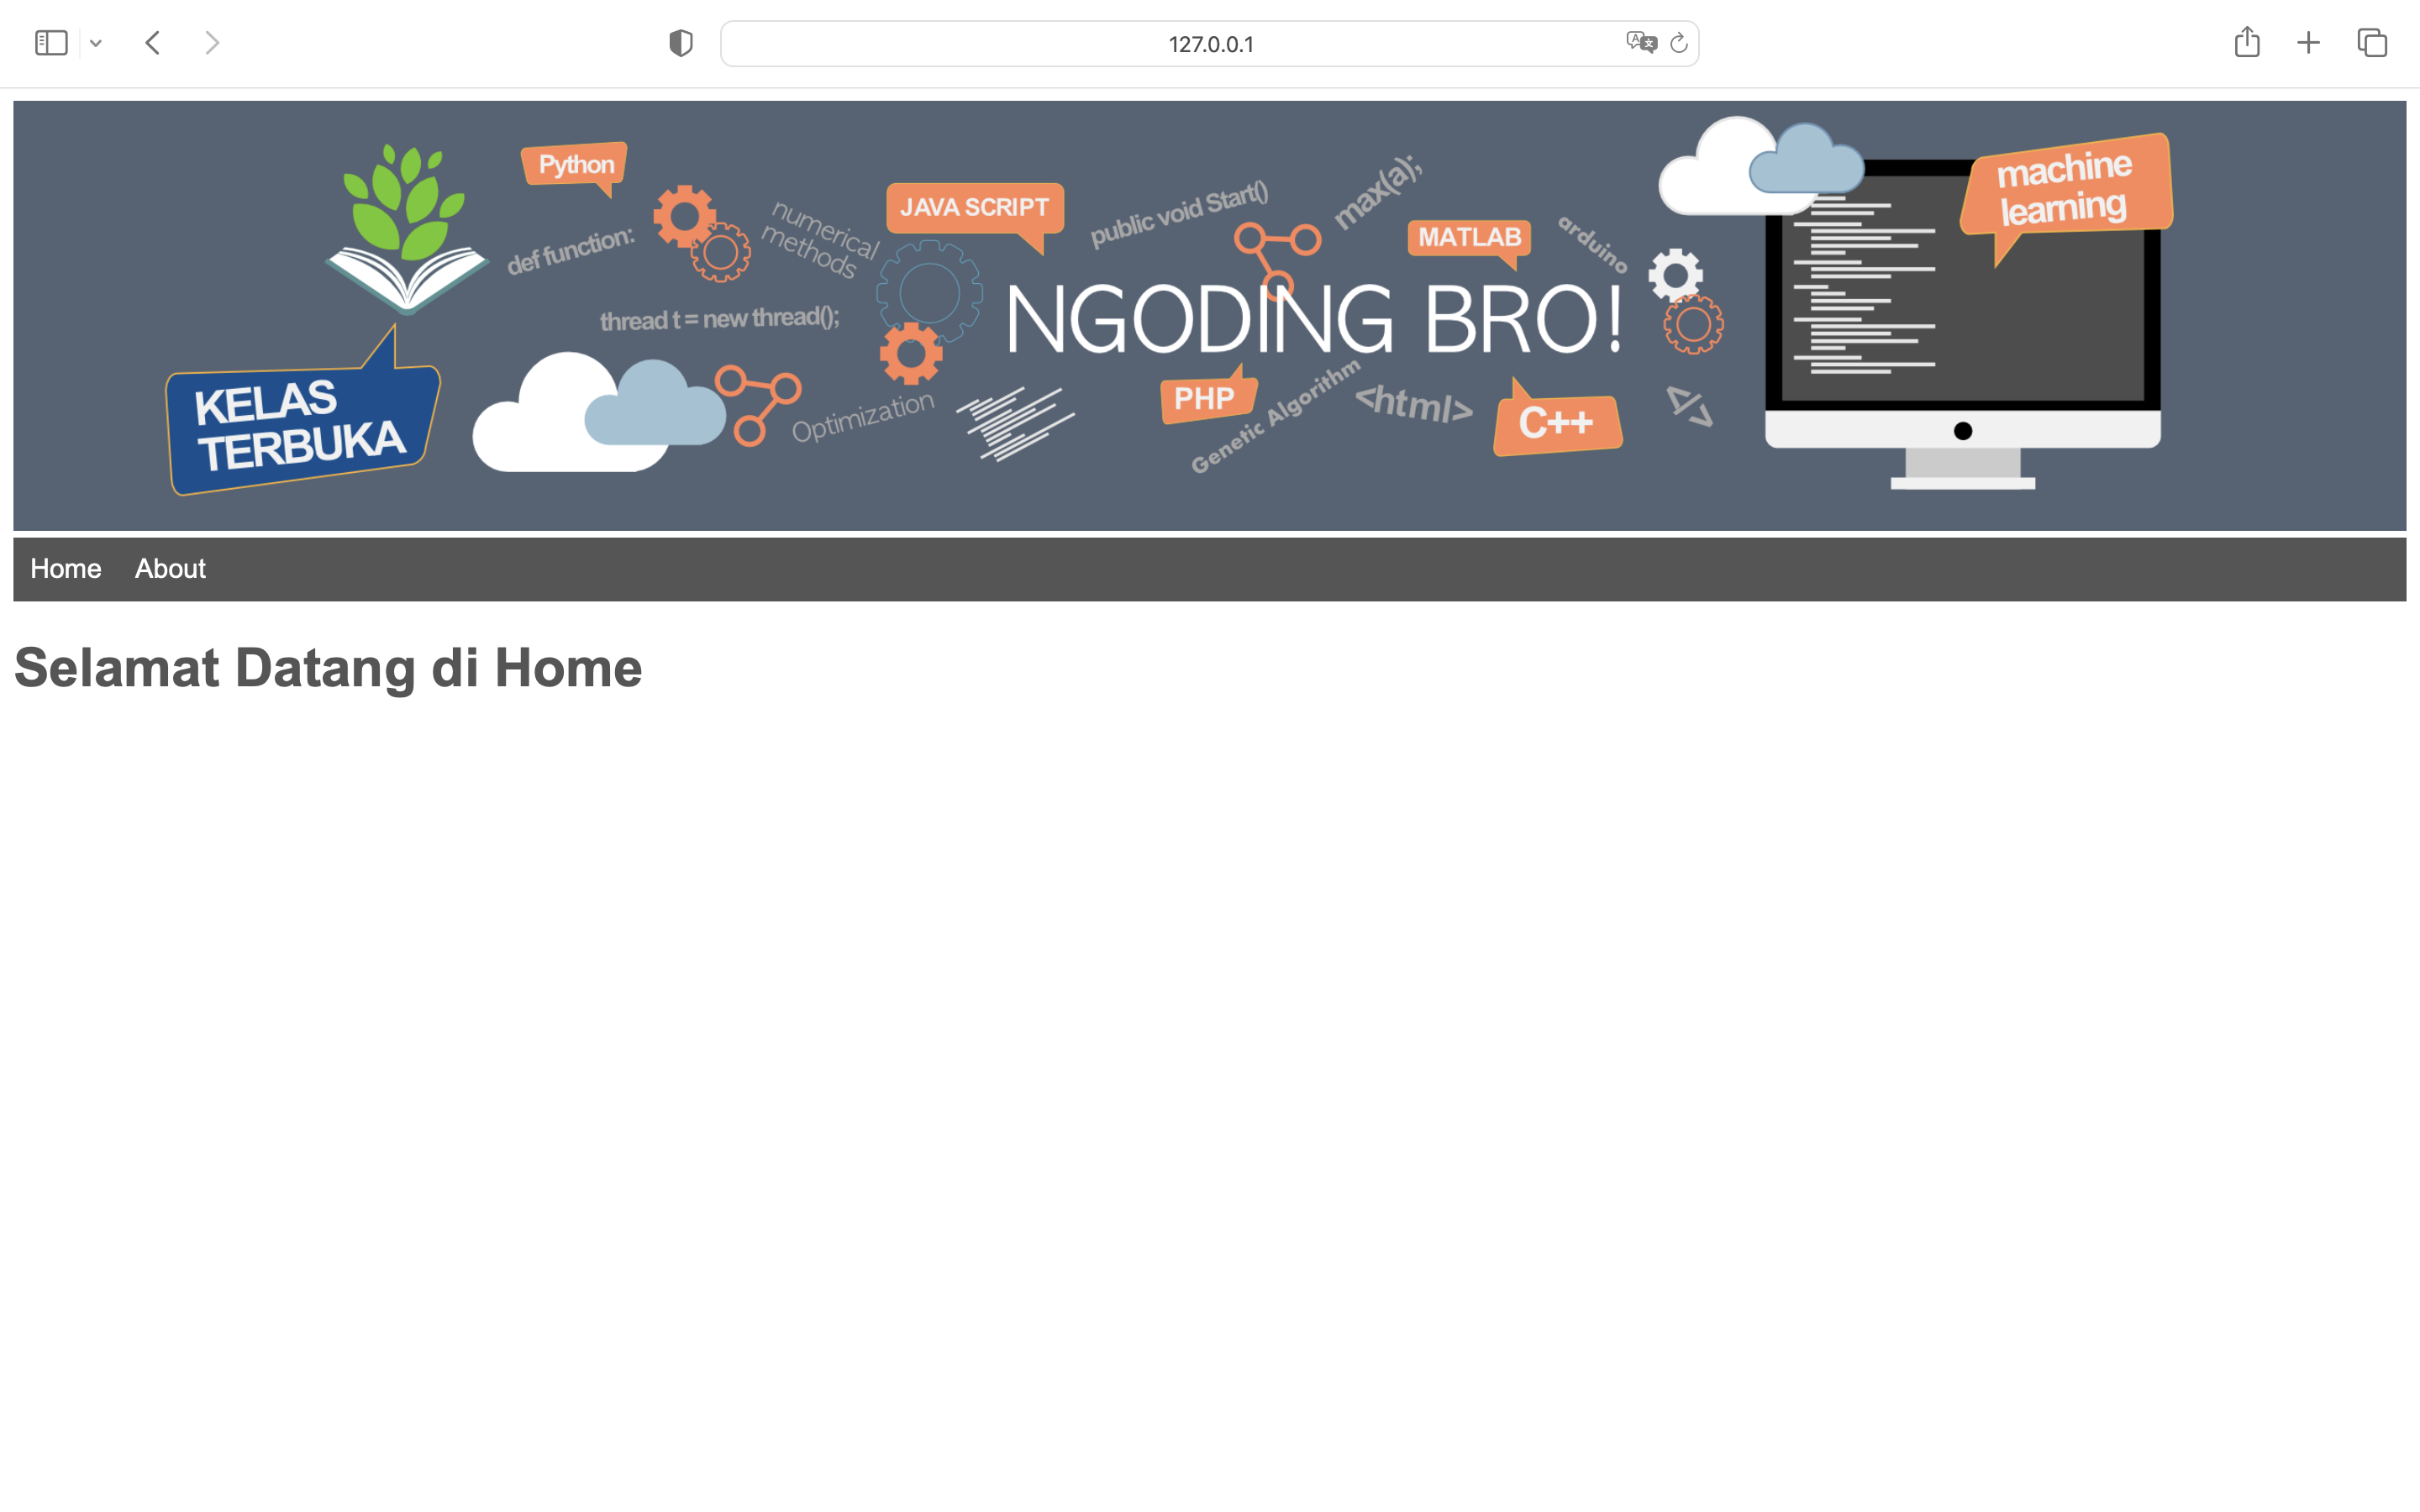 127.0.0.1
Python
def function:
numerical
methods
JAVA SCRIPT
public void Start()
max(a);
MATLAB
arduino
machine
learning
thread t = new thread();
NGODING BRO!
KELAS
TERBUKA
Optimization
PHP
Genetic Algorithm
<html>
C++
</>
Home About
Selamat Datang di Home